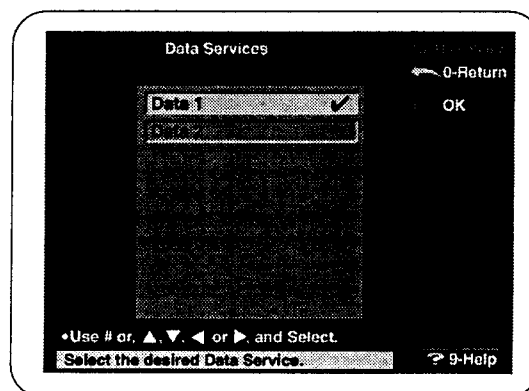 Data Services
0-Return
Data 1 ✓
OK
Data
•Use # or, ▲, ▼, ◄ or ►, and Select.
Select the desired Data Service.
? 9-Help